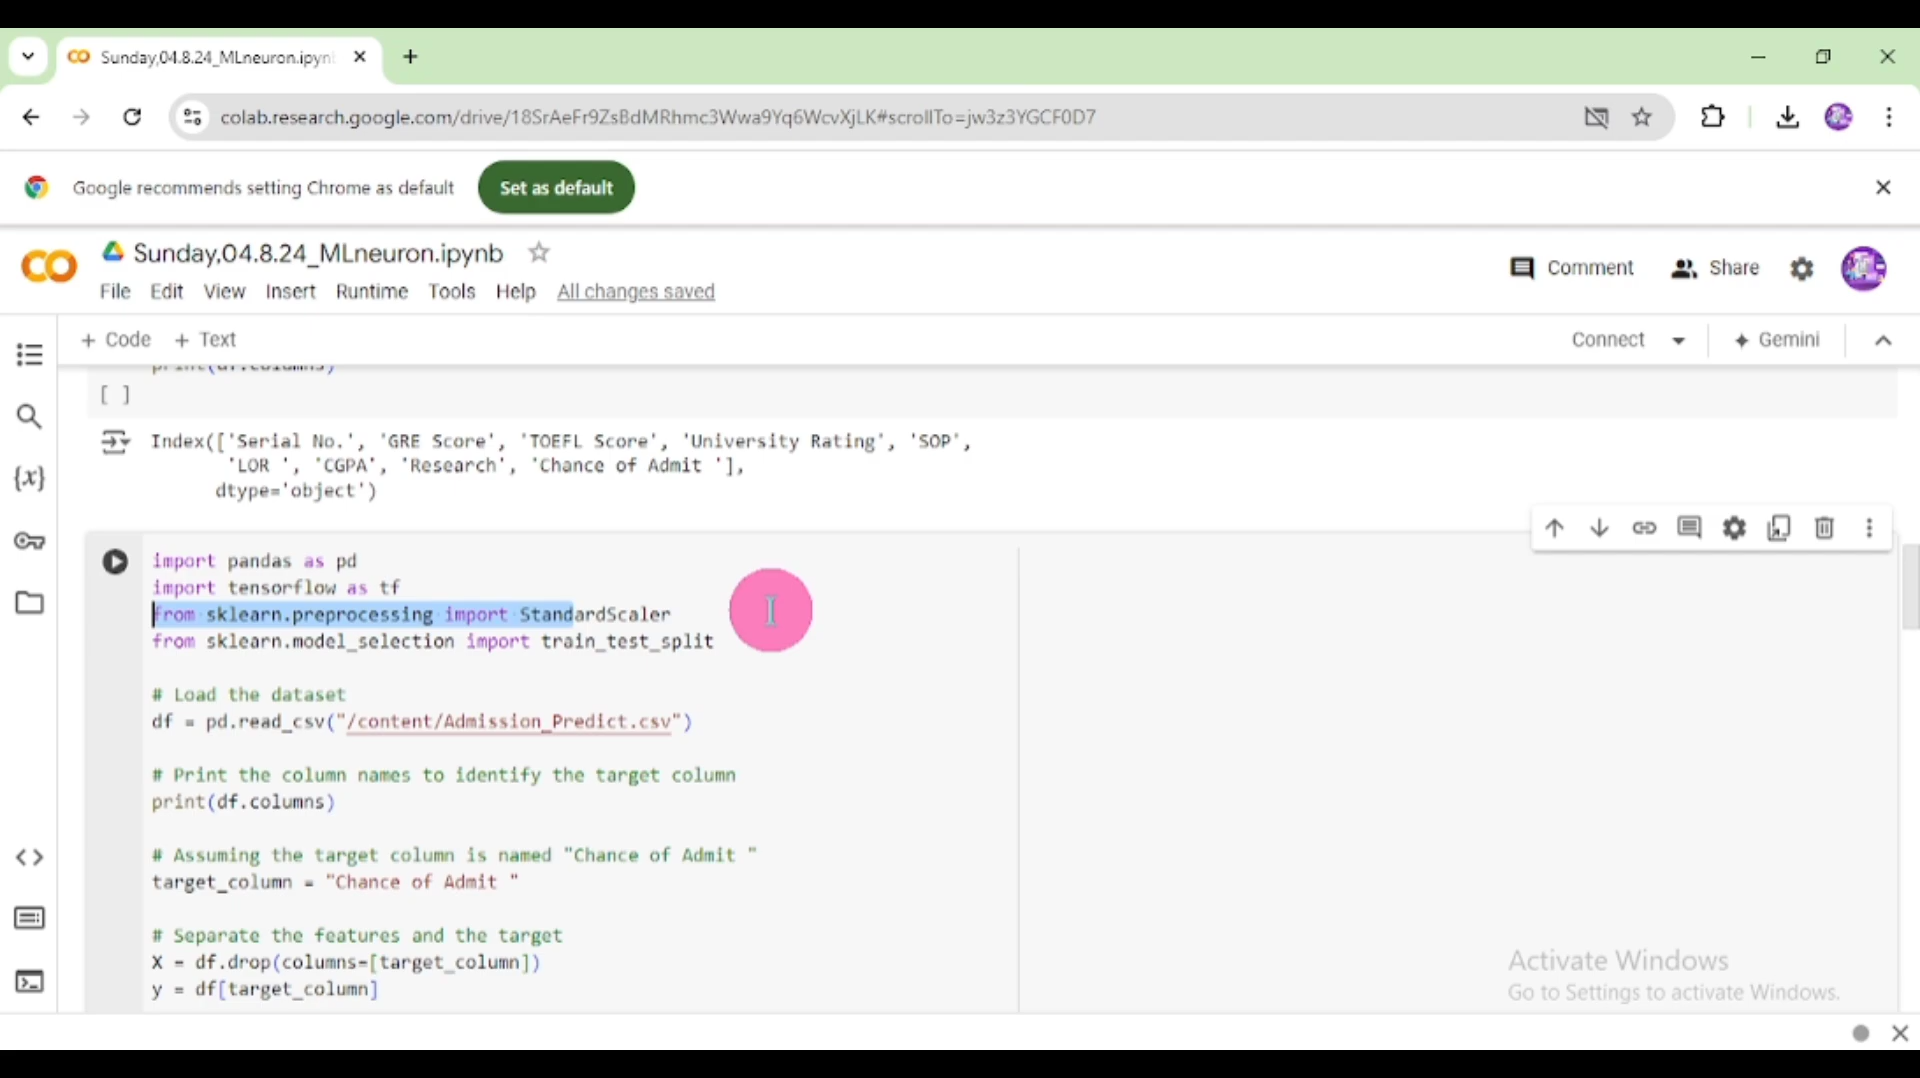 Sunday,04.8.24_MLneuron.ipyn
colab.research.google.com/drive/18SrAeFr9ZsBdMRhmc3Wwa9Yq6WcvXjLK#scrollTo=jw3z3YGCF0D7
Google recommends setting Chrome as default
Set as default
Sunday,04.8.24_MLneuron.ipynb
Comment
Share
File Edit View Insert Runtime Tools Help All changes saved
+ Code + Text
Connect
Gemini
print(df.columns)
[ ]
Index(['Serial No.', 'GRE Score', 'TOEFL Score', 'University Rating', 'SOP',
'LOR ', 'CGPA', 'Research', 'Chance of Admit '],
dtype='object')
import pandas as pd
import tensorflow as tf
from sklearn.preprocessing import StandardScaler
from sklearn.model_selection import train_test_split
# Load the dataset
df = pd.read_csv("/content/Admission_Predict.csv")
# Print the column names to identify the target column
print(df.columns)
# Assuming the target column is named "Chance of Admit "
target_column = "Chance of Admit "
# Separate the features and the target
X = df.drop(columns=[target_column])
y = df[target_column]
Activate Windows
Go to Settings to activate Windows.